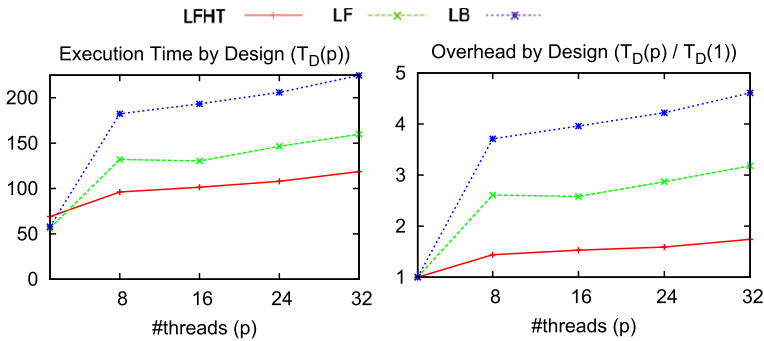 LFHT LF LB
Execution Time by Design (T_D(p))
200
150
100
50
0
8 16 24 32
#threads (p)
Overhead by Design (T_D(p) / T_D(1))
5
4
3
2
1
8 16 24 32
#threads (p)